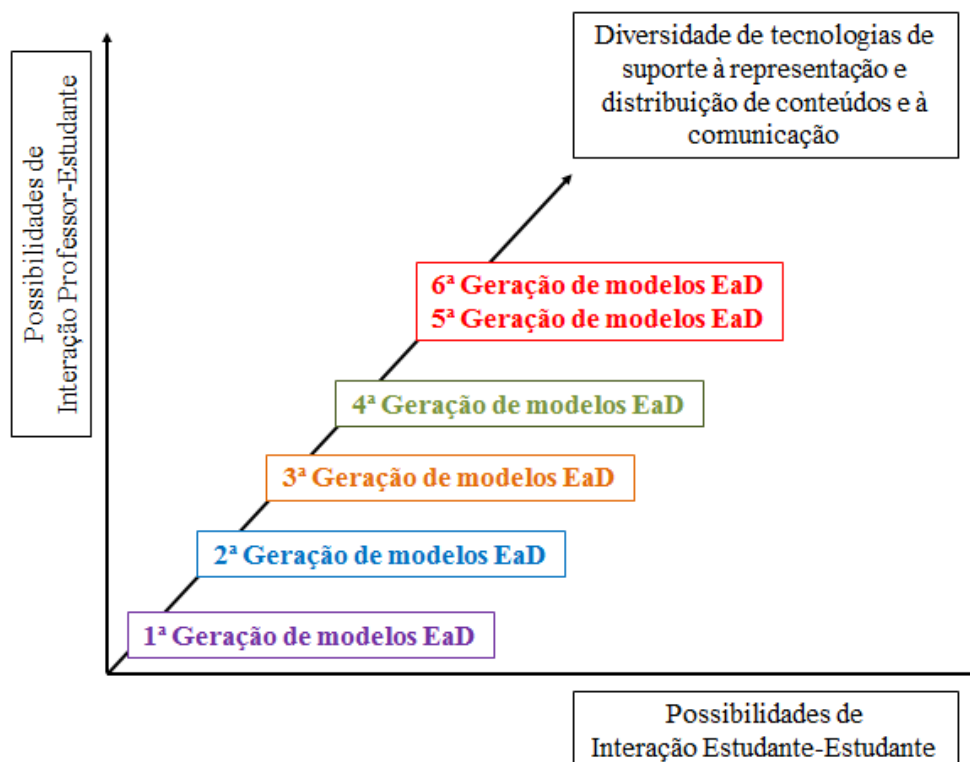 Diversidade de tecnologias de
suporte à representação e
distribuição de conteúdos e à
comunicação
Possibilidades de
Interação Professor-Estudante
6ª Geração de modelos EaD
5ª Geração de modelos EaD
4ª Geração de modelos EaD
3ª Geração de modelos EaD
2ª Geração de modelos EaD
1ª Geração de modelos EaD
Possibilidades de
Interação Estudante-Estudante